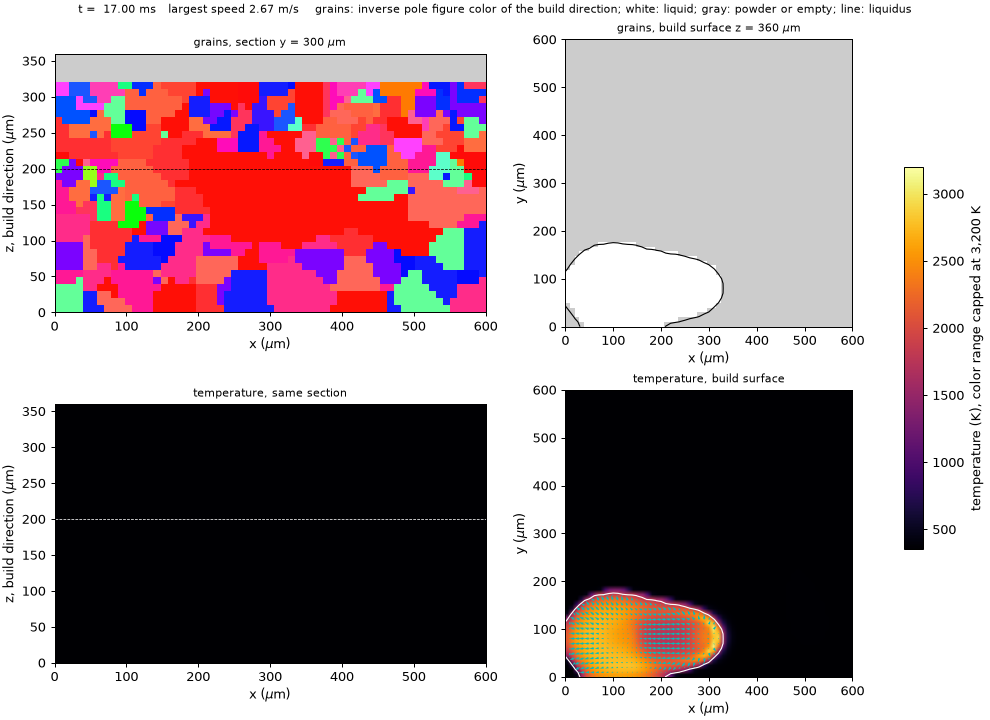 t =  17.00 ms   largest speed 2.67 m/s     grains: inverse pole figure color of the build direction; white: liquid; gray: powder or empty; line: liquidus
grains, section y = 300 μm
350
300
250
200
150
100
50
0
z, build direction (μm)
0 100 200 300 400 500 600
x (μm)
grains, build surface z = 360 μm
600
500
400
300
200
100
0
y (μm)
0 100 200 300 400 500 600
x (μm)
temperature, same section
350
300
250
200
150
100
50
0
z, build direction (μm)
0 100 200 300 400 500 600
x (μm)
temperature, build surface
600
500
400
300
200
100
0
y (μm)
0 100 200 300 400 500 600
x (μm)
3000
2500
2000
1500
1000
500
temperature (K), color range capped at 3,200 K